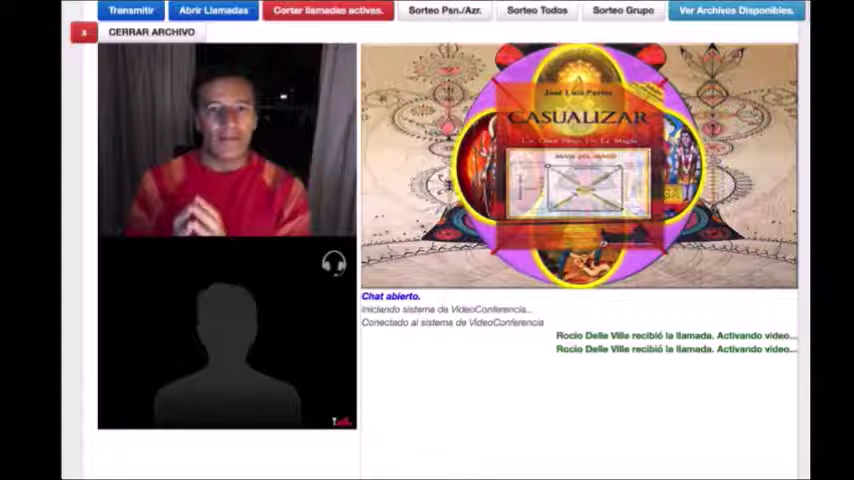 Transmitir
Abrir Llamadas
Cortar llamadas activas.
Sorteo Psn./Azr.
Sorteo Todos
Sorteo Grupo
Ver Archivos Disponibles.
x
CERRAR ARCHIVO
José Luis Parise
CASUALIZAR
Chat abierto.
Iniciando sistema de VideoConferencia...
Conectado al sistema de VideoConferencia
Rocio Delle Ville recibió la llamada. Activando video...
Rocio Delle Ville recibió la llamada. Activando video...